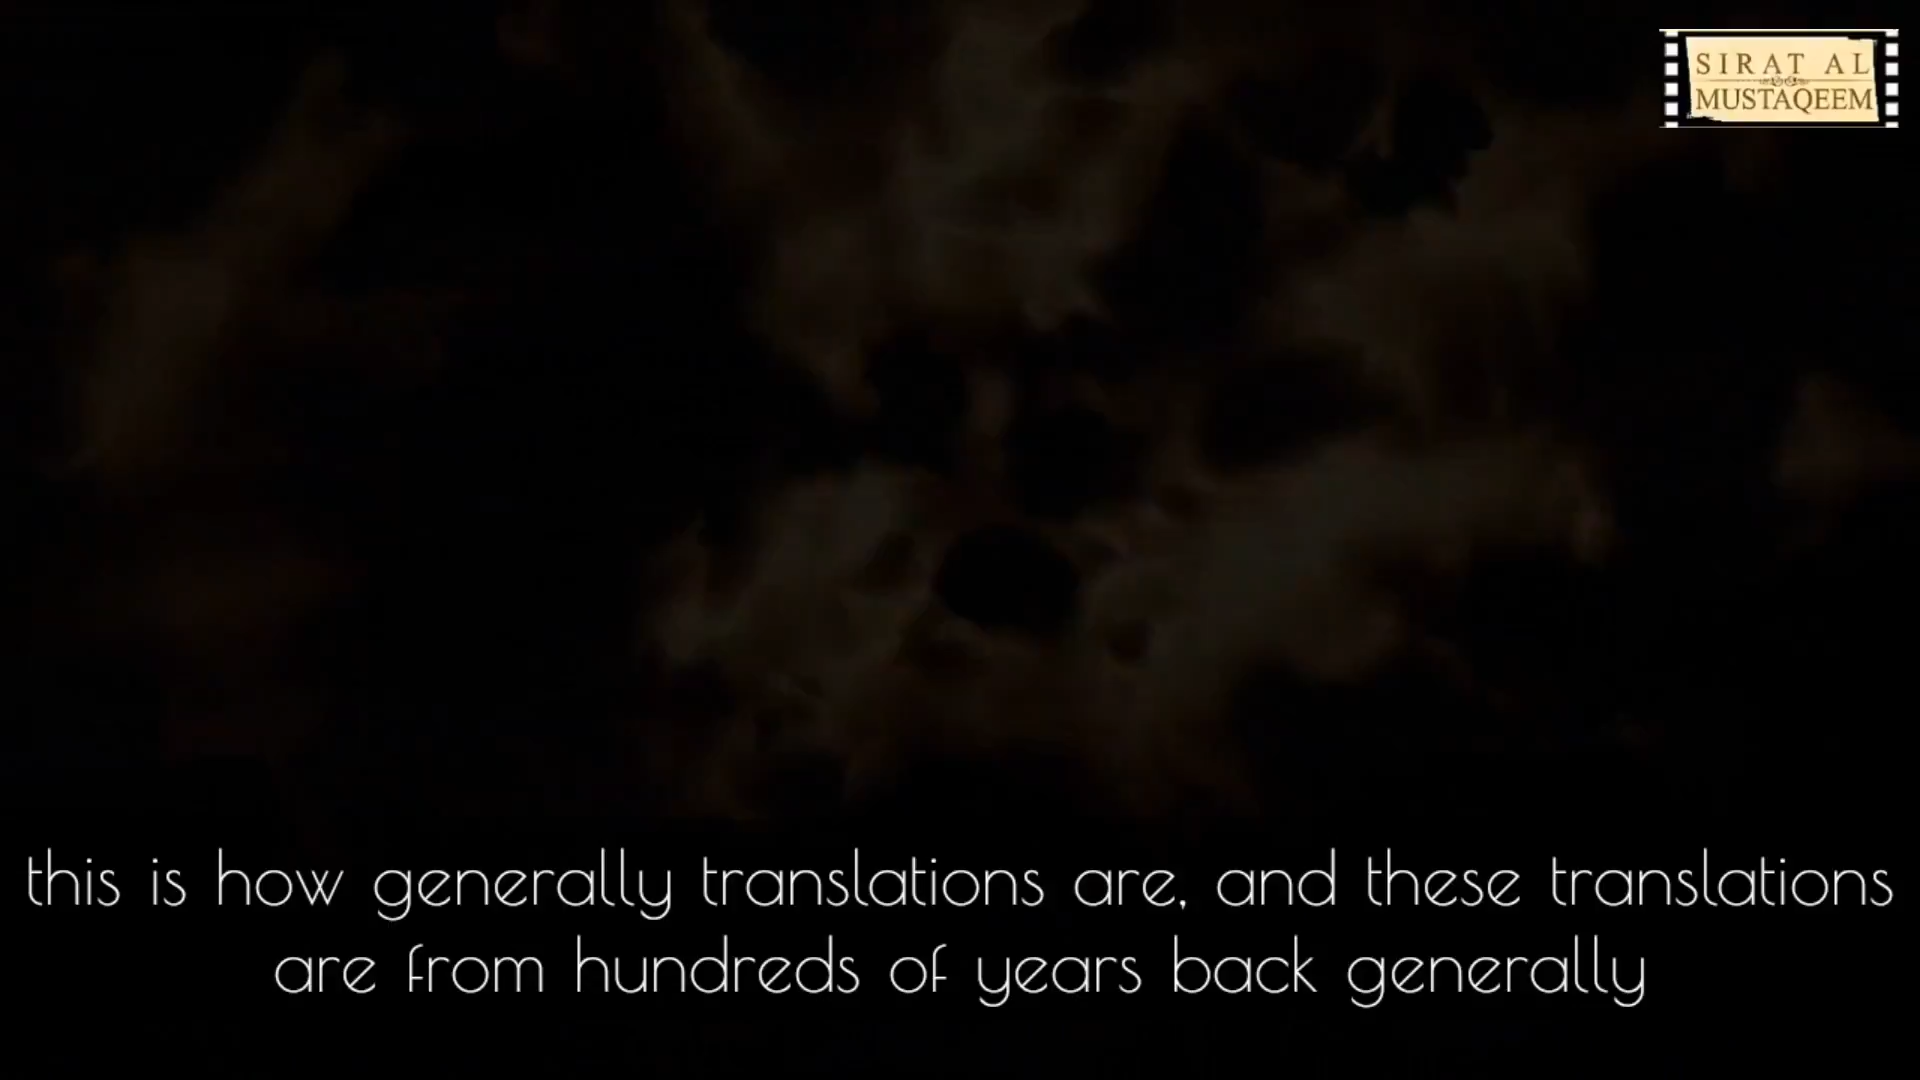 SIRAT AL
MUSTAQEEM
this is how generally translations are, and these translations
are from hundreds of years back generally